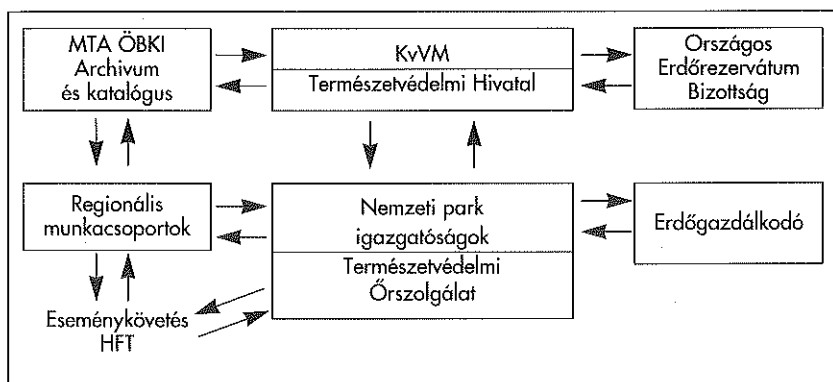 MTA ÖBKI
Archivum
és katalógus
KvVM
Természetvédelmi Hivatal
Országos
Erdőrezervátum
Bizottság
Regionális
munkacsoportok
Nemzeti park
igazgatóságok
Természetvédelmi
Őrszolgálat
Erdőgazdálkodó
Eseménykövetés
HFT